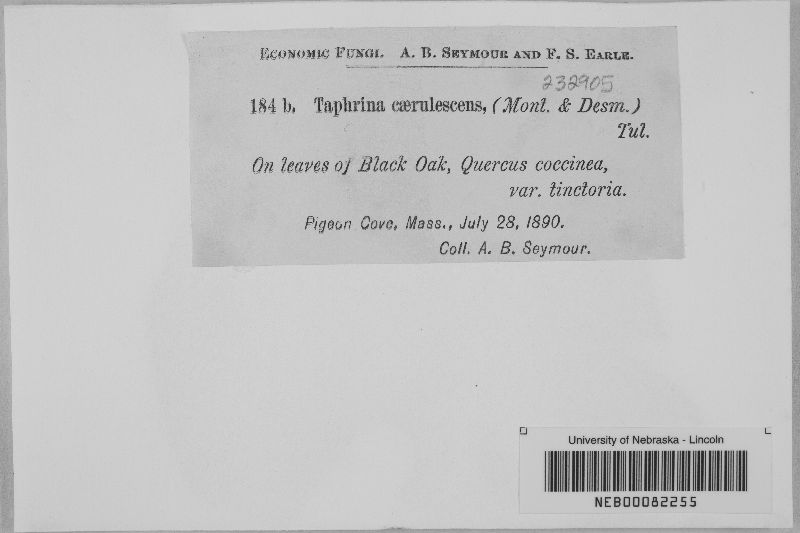 Economic Fungi. A. B. Seymour and F. S. Earle.
232905
184 b. Taphrina cærulescens, (Mont. & Desm.)
Tul.
On leaves of Black Oak, Quercus coccinea,
var. tinctoria.
Pigeon Cove, Mass., July 28, 1890.
Coll. A. B. Seymour.
University of Nebraska - Lincoln
NEB00082255